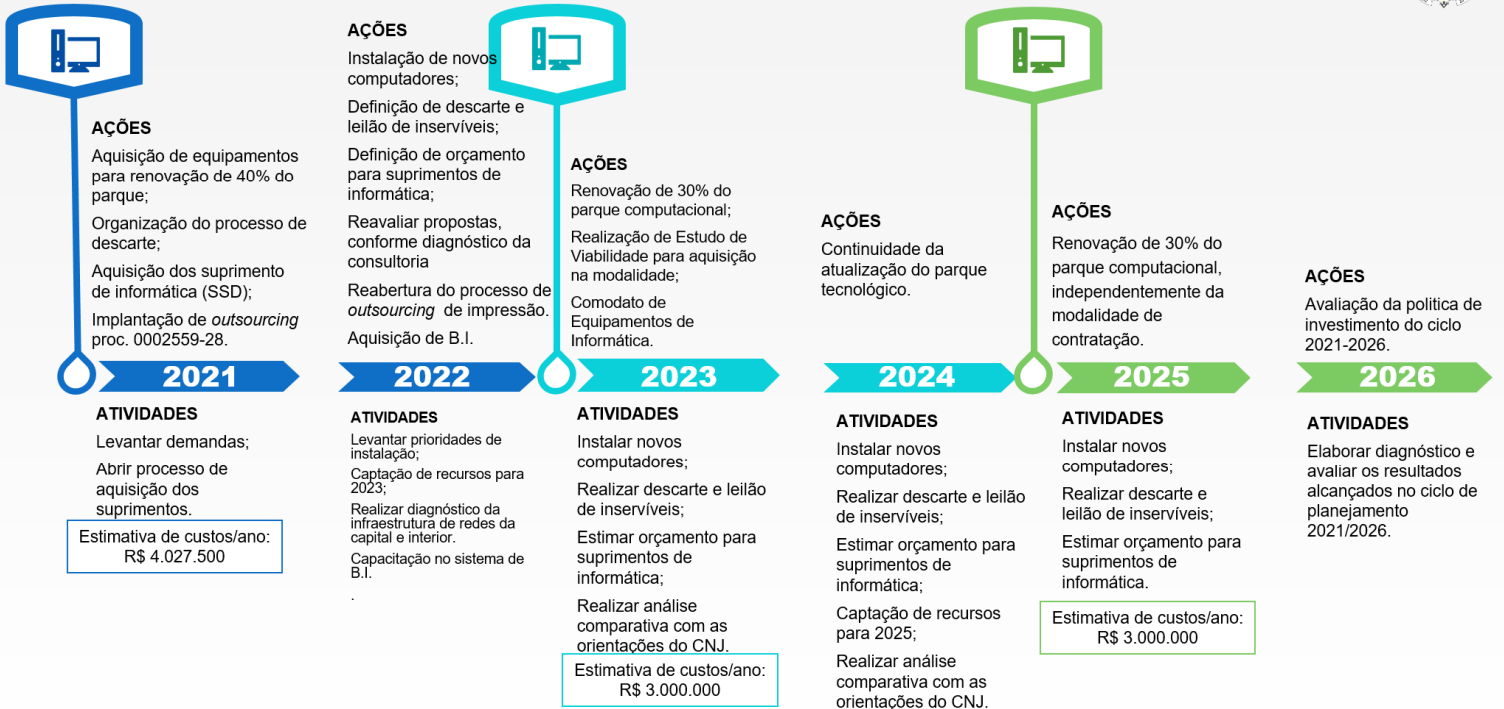 AÇÕES
Aquisição de equipamentos
para renovação de 40% do
parque;
Organização do processo de
descarte;
Aquisição dos suprimento
de informática (SSD);
Implantação de outsourcing
proc. 0002559-28.
2021
ATIVIDADES
Levantar demandas;
Abrir processo de
aquisição dos
suprimentos.
Estimativa de custos/ano:
R$ 4.027.500
AÇÕES
Instalação de novos
computadores;
Definição de descarte e
leilão de inservíveis;
Definição de orçamento
para suprimentos de
informática;
Reavaliar propostas,
conforme diagnóstico da
consultoria
Reabertura do processo de
outsourcing de impressão.
Aquisição de B.I.
2022
ATIVIDADES
Levantar prioridades de
instalação;
Captação de recursos para
2023;
Realizar diagnóstico da
infraestrutura de redes da
capital e interior.
Capacitação no sistema de
B.I.
.
AÇÕES
Renovação de 30% do
parque computacional;
Realização de Estudo de
Viabilidade para aquisição
na modalidade;
Comodato de
Equipamentos de
Informática.
2023
ATIVIDADES
Instalar novos
computadores;
Realizar descarte e leilão
de inservíveis;
Estimar orçamento para
suprimentos de
informática;
Realizar análise
comparativa com as
orientações do CNJ.
Estimativa de custos/ano:
R$ 3.000.000
AÇÕES
Continuidade da
atualização do parque
tecnológico.
2024
ATIVIDADES
Instalar novos
computadores;
Realizar descarte e leilão
de inservíveis;
Estimar orçamento para
suprimentos de
informática;
Captação de recursos
para 2025;
Realizar análise
comparativa com as
orientações do CNJ.
AÇÕES
Renovação de 30% do
parque computacional,
independentemente da
modalidade de
contratação.
2025
ATIVIDADES
Instalar novos
computadores;
Realizar descarte e
leilão de inservíveis;
Estimar orçamento para
suprimentos de
informática.
Estimativa de custos/ano:
R$ 3.000.000
AÇÕES
Avaliação da politica de
investimento do ciclo
2021-2026.
2026
ATIVIDADES
Elaborar diagnóstico e
avaliar os resultados
alcançados no ciclo de
planejamento
2021/2026.